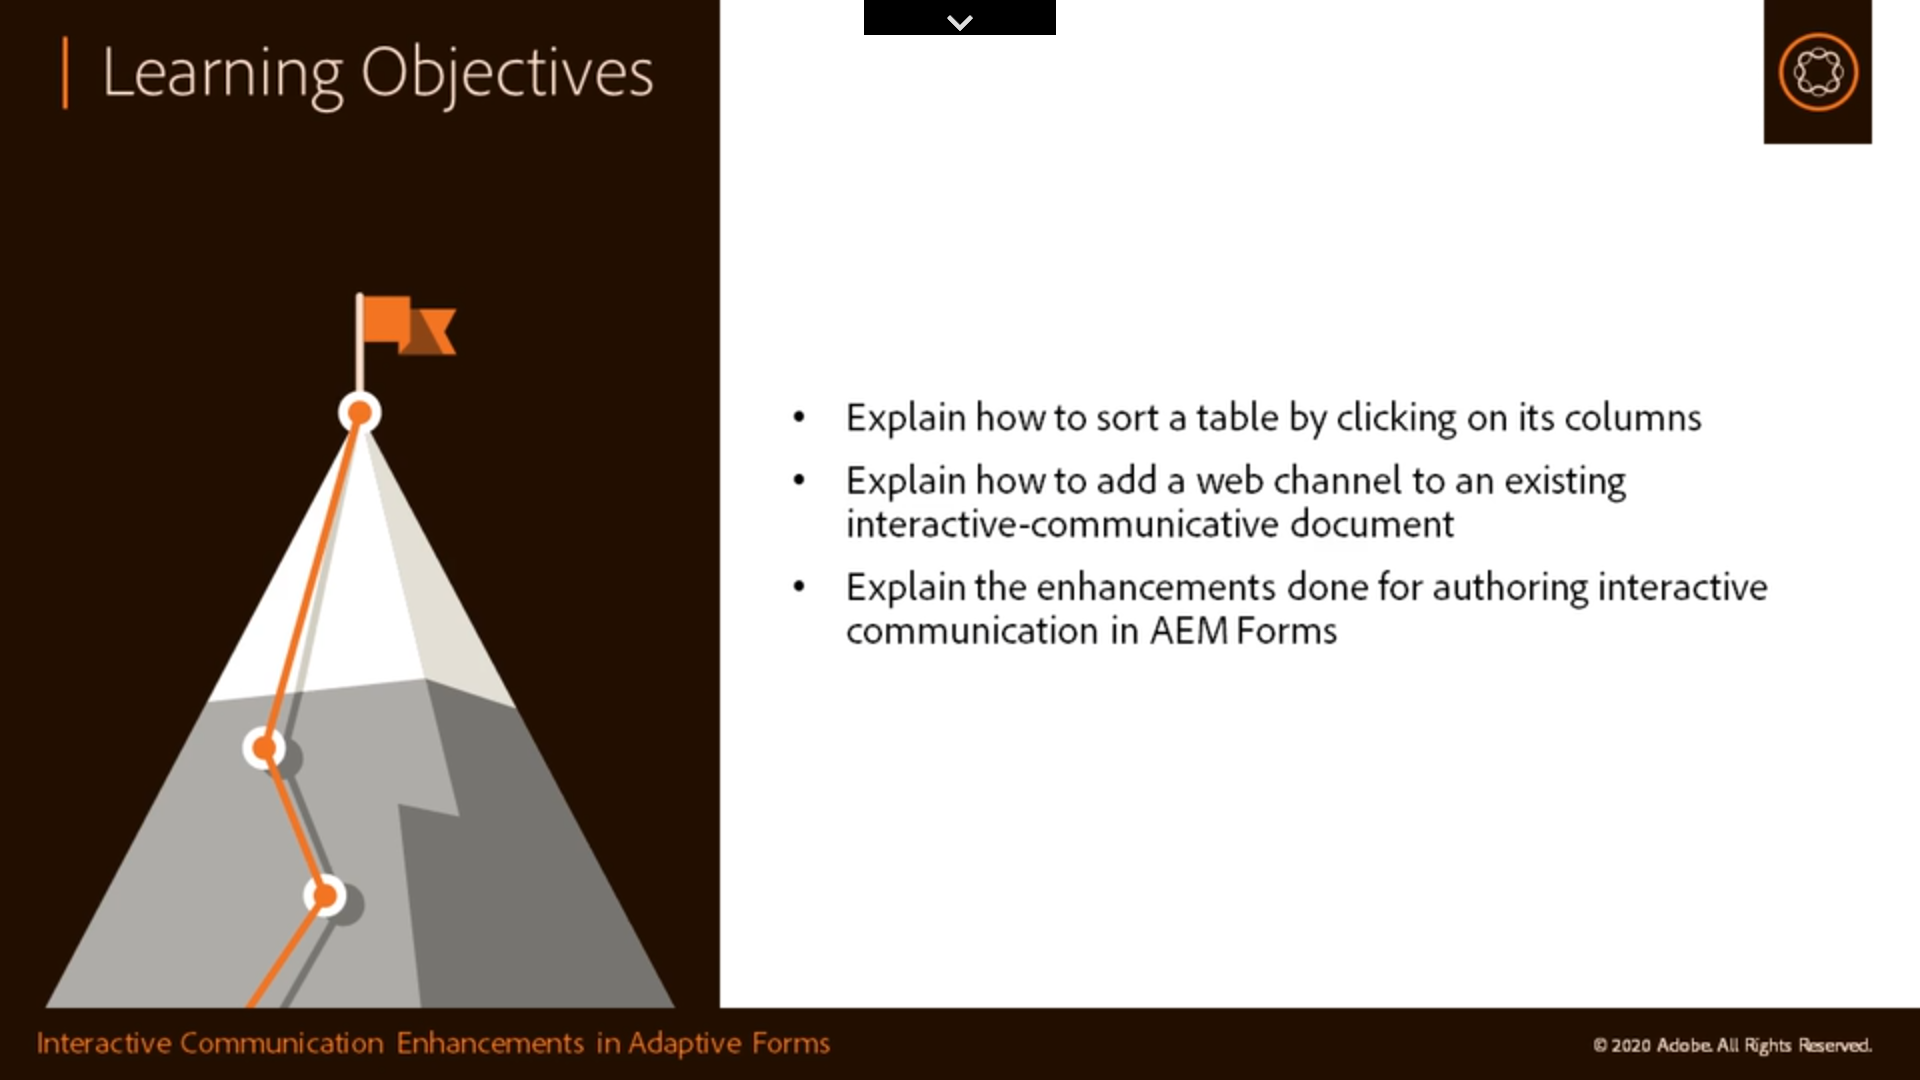 Learning Objectives
• Explain how to sort a table by clicking on its columns
• Explain how to add a web channel to an existing
interactive-communicative document
• Explain the enhancements done for authoring interactive
communication in AEM Forms
Interactive Communication Enhancements in Adaptive Forms
© 2020 Adobe. All Rights Reserved.